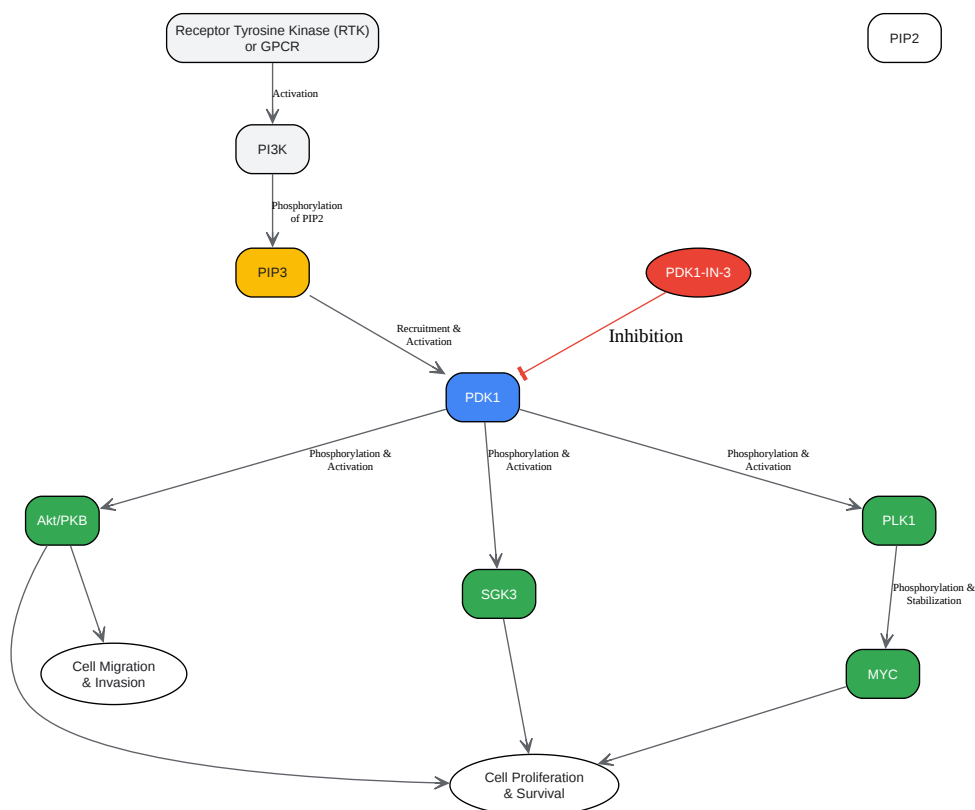 Receptor Tyrosine Kinase (RTK)
or GPCR
PIP2
Activation
PI3K
Phosphorylation
of PIP2
PIP3
PDK1-IN-3
Recruitment &
Activation
Inhibition
PDK1
Phosphorylation &
Activation
Phosphorylation &
Activation
Phosphorylation &
Activation
Akt/PKB
PLK1
SGK3
Phosphorylation &
Stabilization
Cell Migration
& Invasion
MYC
Cell Proliferation
& Survival